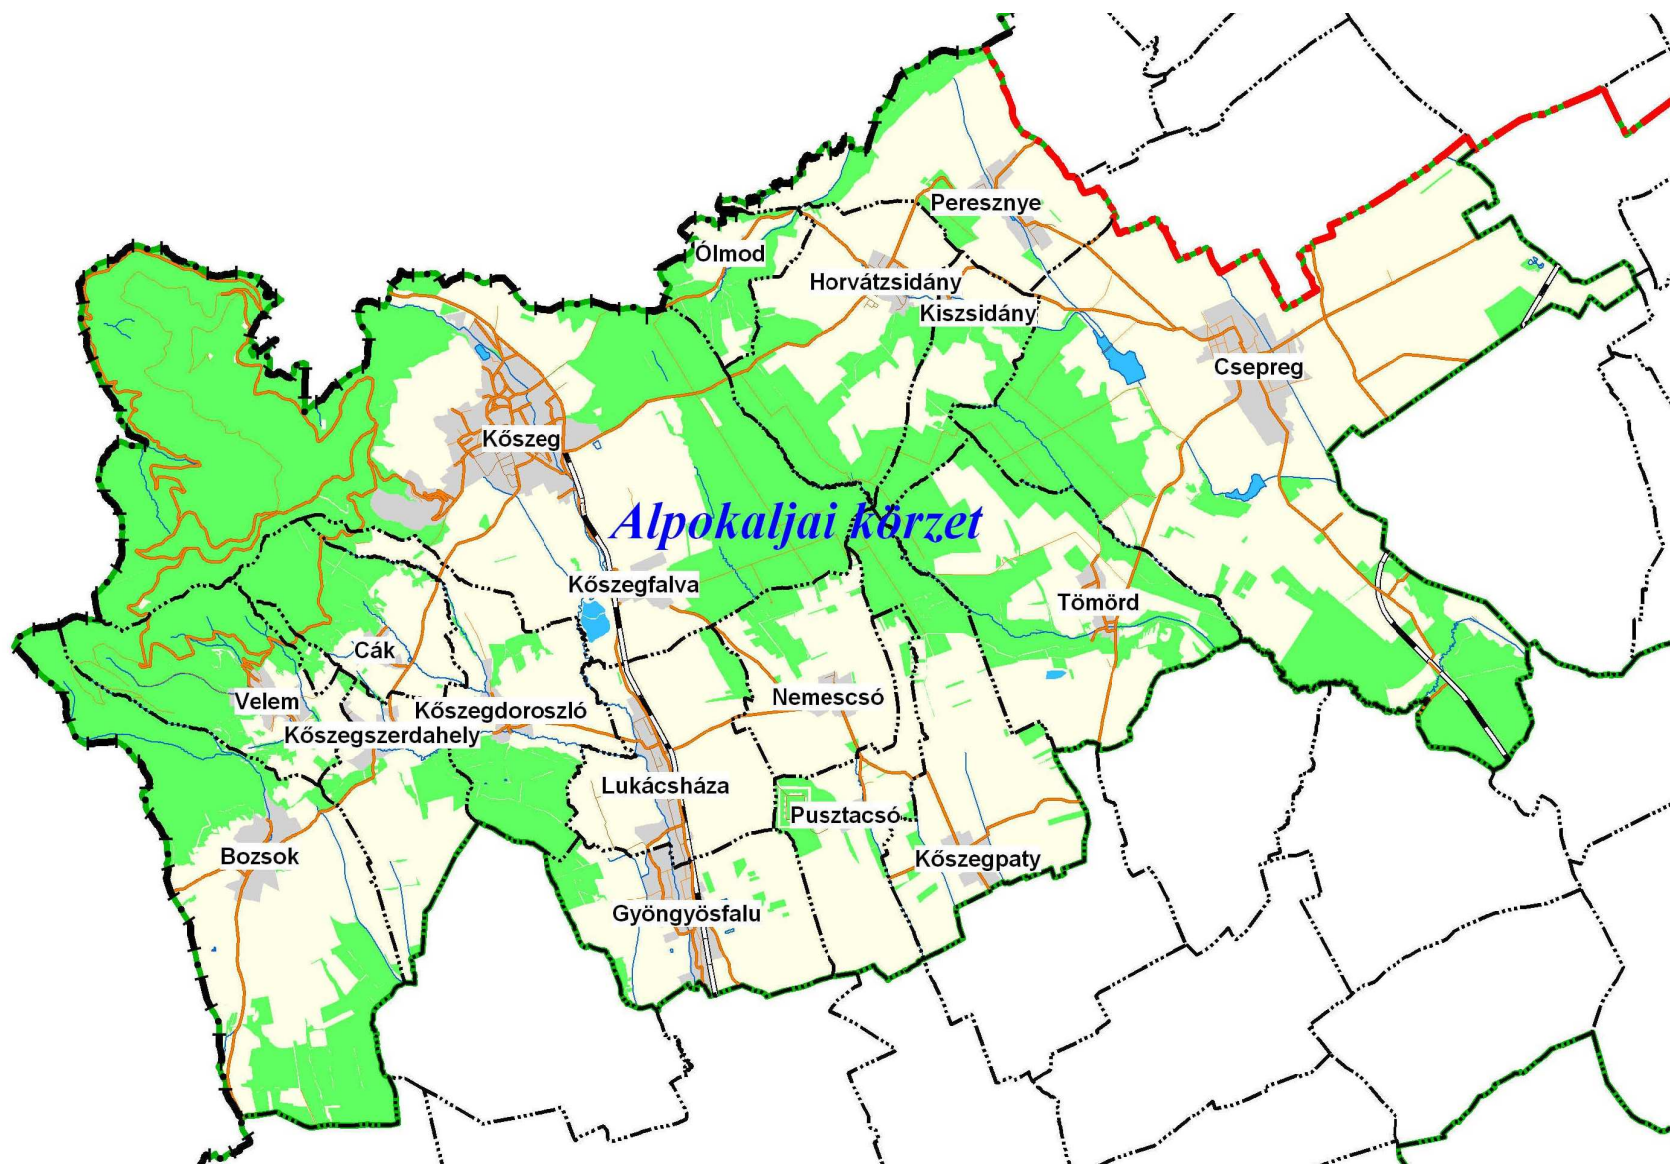 Peresznye
Ólmod
Horvátzsidány
Kiszsidány
Csepreg
Kőszeg
Alpokaljai körzet
Kőszegfalva
Tömörd
Cák
Velem
Nemescsó
Kőszegdoroszló
Kőszegszerdahely
Lukácsháza
Pusztacsó
Bozsok
Kőszegpaty
Gyöngyösfalu